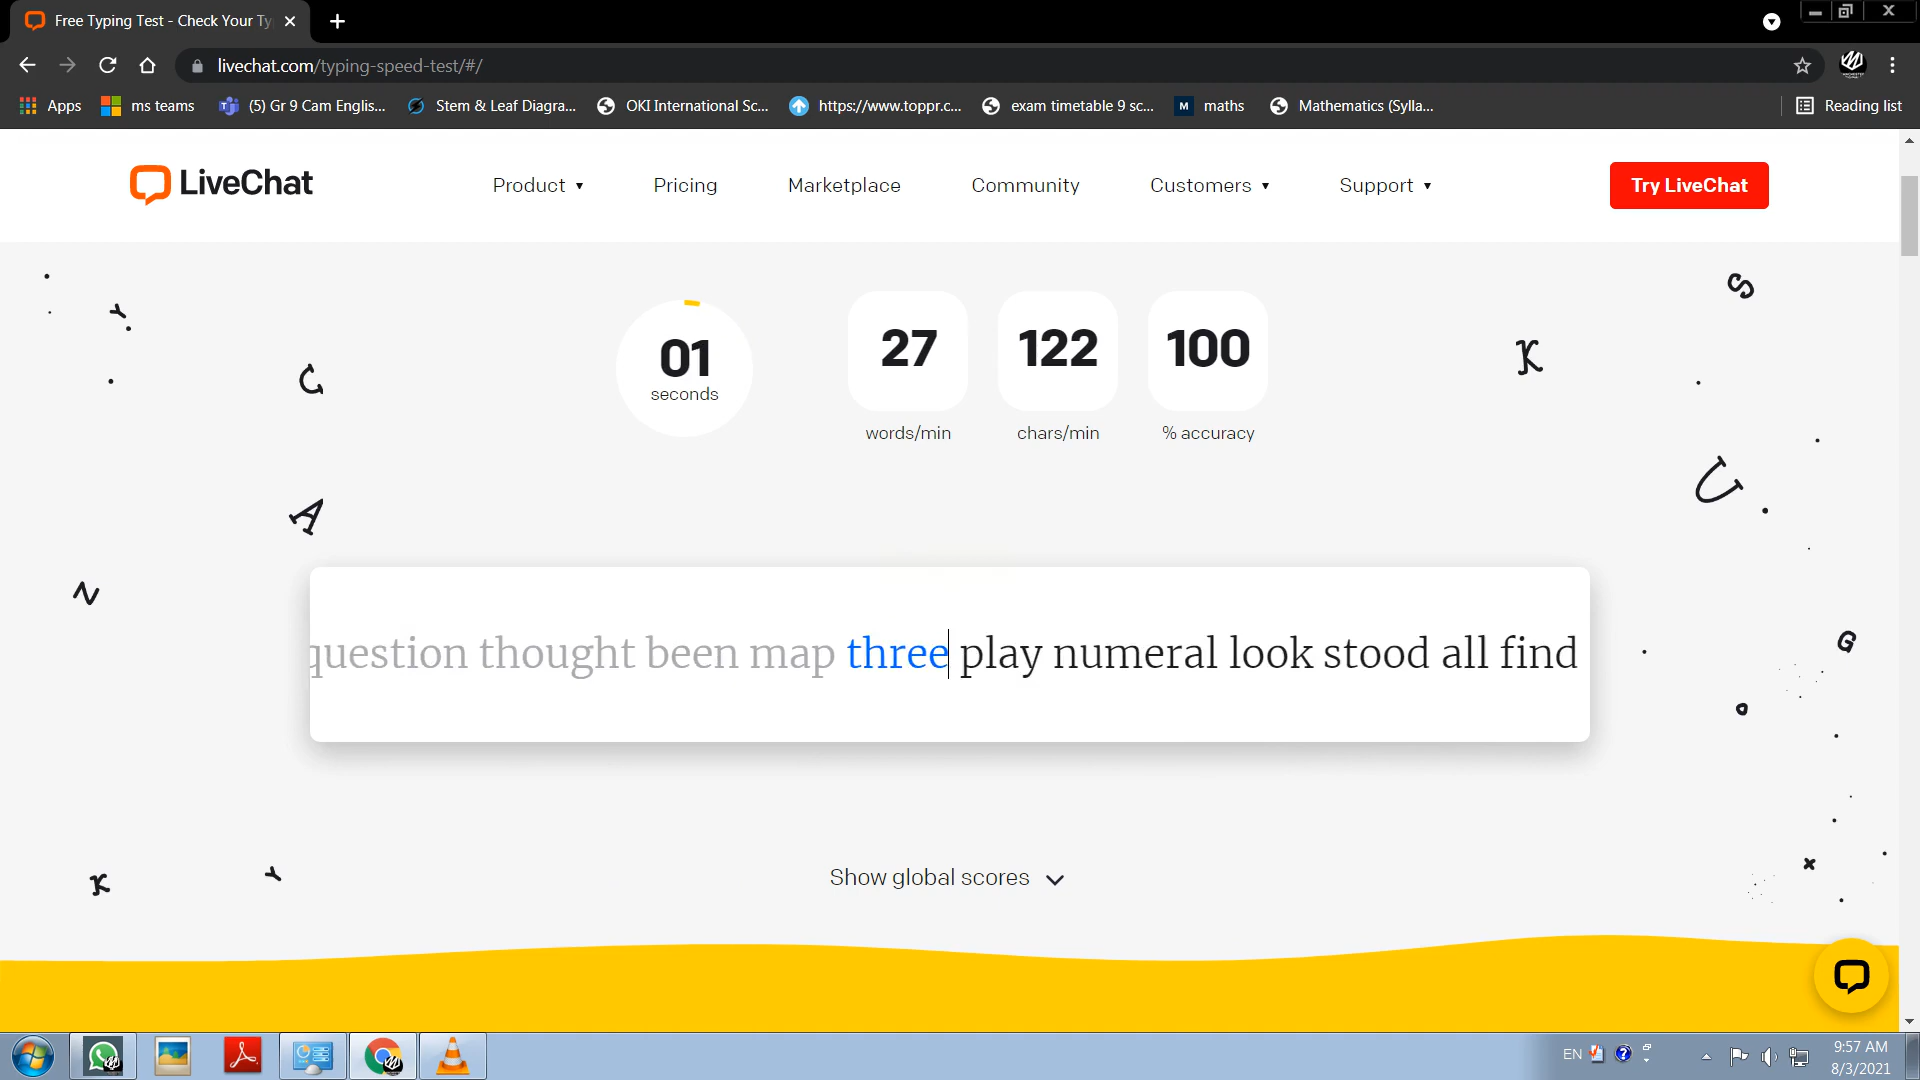 Free Typing Test - Check Your Ty
livechat.com/typing-speed-test/#/
Apps ms teams (5) Gr 9 Cam Englis... Stem & Leaf Diagra... OKI International Sc... https://www.toppr.c... exam timetable 9 sc... M maths Mathematics (Sylla... Reading list
LiveChat Product Pricing Marketplace Community Customers Support Try LiveChat
01 27 122 100
seconds
words/min chars/min % accuracy
question thought been map three play numeral look stood all find
Show global scores
EN 9:57 AM
8/3/2021